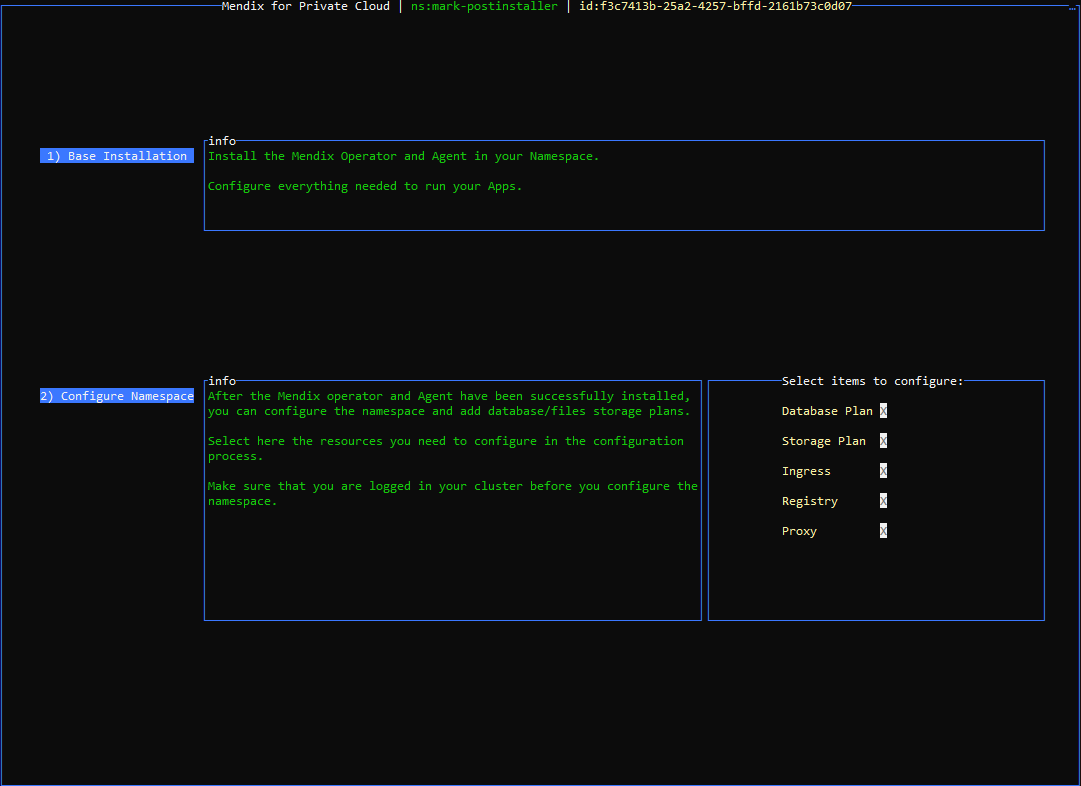 Mendix for Private Cloud | ns:mark-postinstaller | id:f3c7413b-25a2-4257-bffd-2161b73c0d07 …
info
1) Base Installation
Install the Mendix Operator and Agent in your Namespace.
Configure everything needed to run your Apps.
info
2) Configure Namespace
After the Mendix operator and Agent have been successfully installed,
you can configure the namespace and add database/files storage plans.
Select here the resources you need to configure in the configuration
process.
Make sure that you are logged in your cluster before you configure the
namespace.
Select items to configure:
Database Plan X
Storage Plan X
Ingress X
Registry X
Proxy X